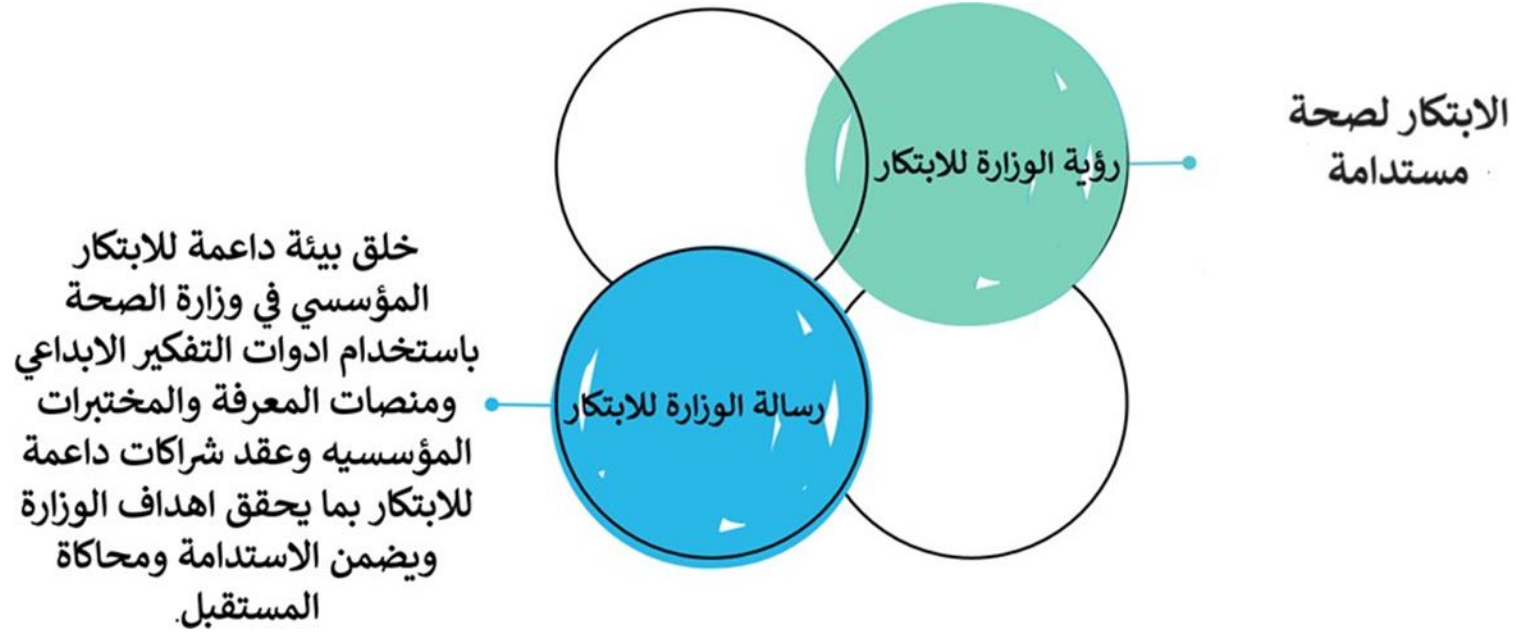 رؤية الوزارة للابتكار
الابتكار لصحة
مستدامة
رسالة الوزارة للابتكار
خلق بيئة داعمة للابتكار
المؤسسي في وزارة الصحة
باستخدام ادوات التفكير الابداعي
ومنصات المعرفة والمختبرات
المؤسسيه وعقد شراكات داعمة
للابتكار بما يحقق اهداف الوزارة
ويضمن الاستدامة ومحاكاة
المستقبل.